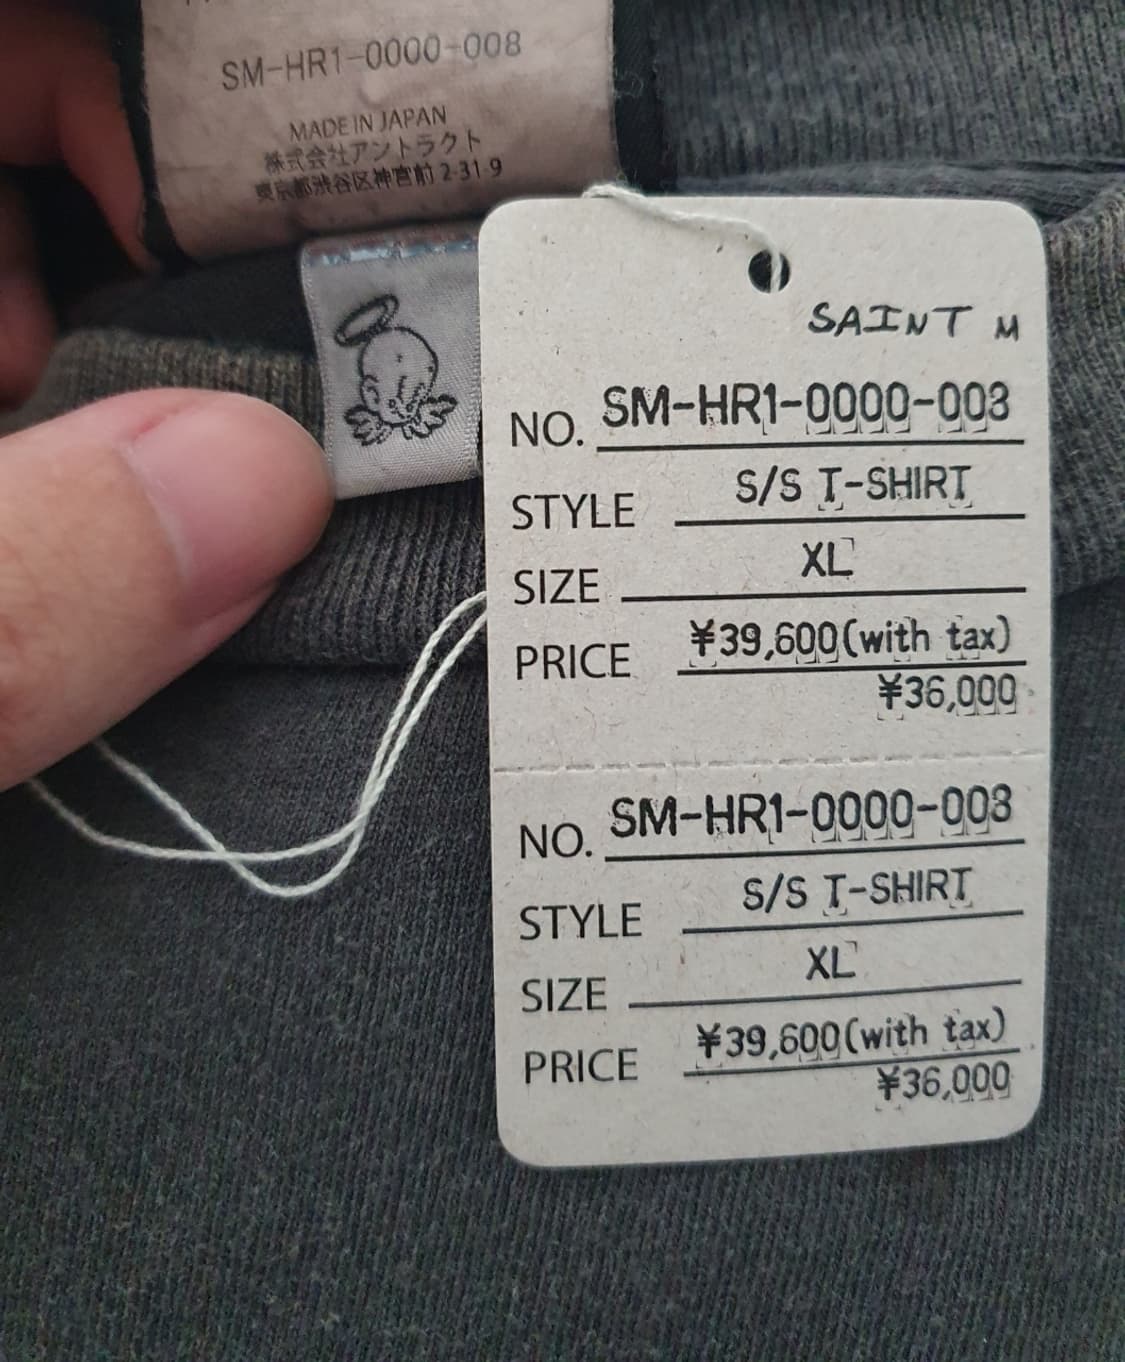 SM-HR1-0000-008
MADE IN JAPAN
株式会社アントラクト
東京都渋谷区神宮前 2-31-9
SAINT M
NO. SM-HR1-0000-003
STYLE S/S T-SHIRT
SIZE XL
PRICE ¥39,600(with tax)
¥36,000
NO. SM-HR1-0000-003
STYLE S/S T-SHIRT
SIZE XL
PRICE ¥39,600(with tax)
¥36,000